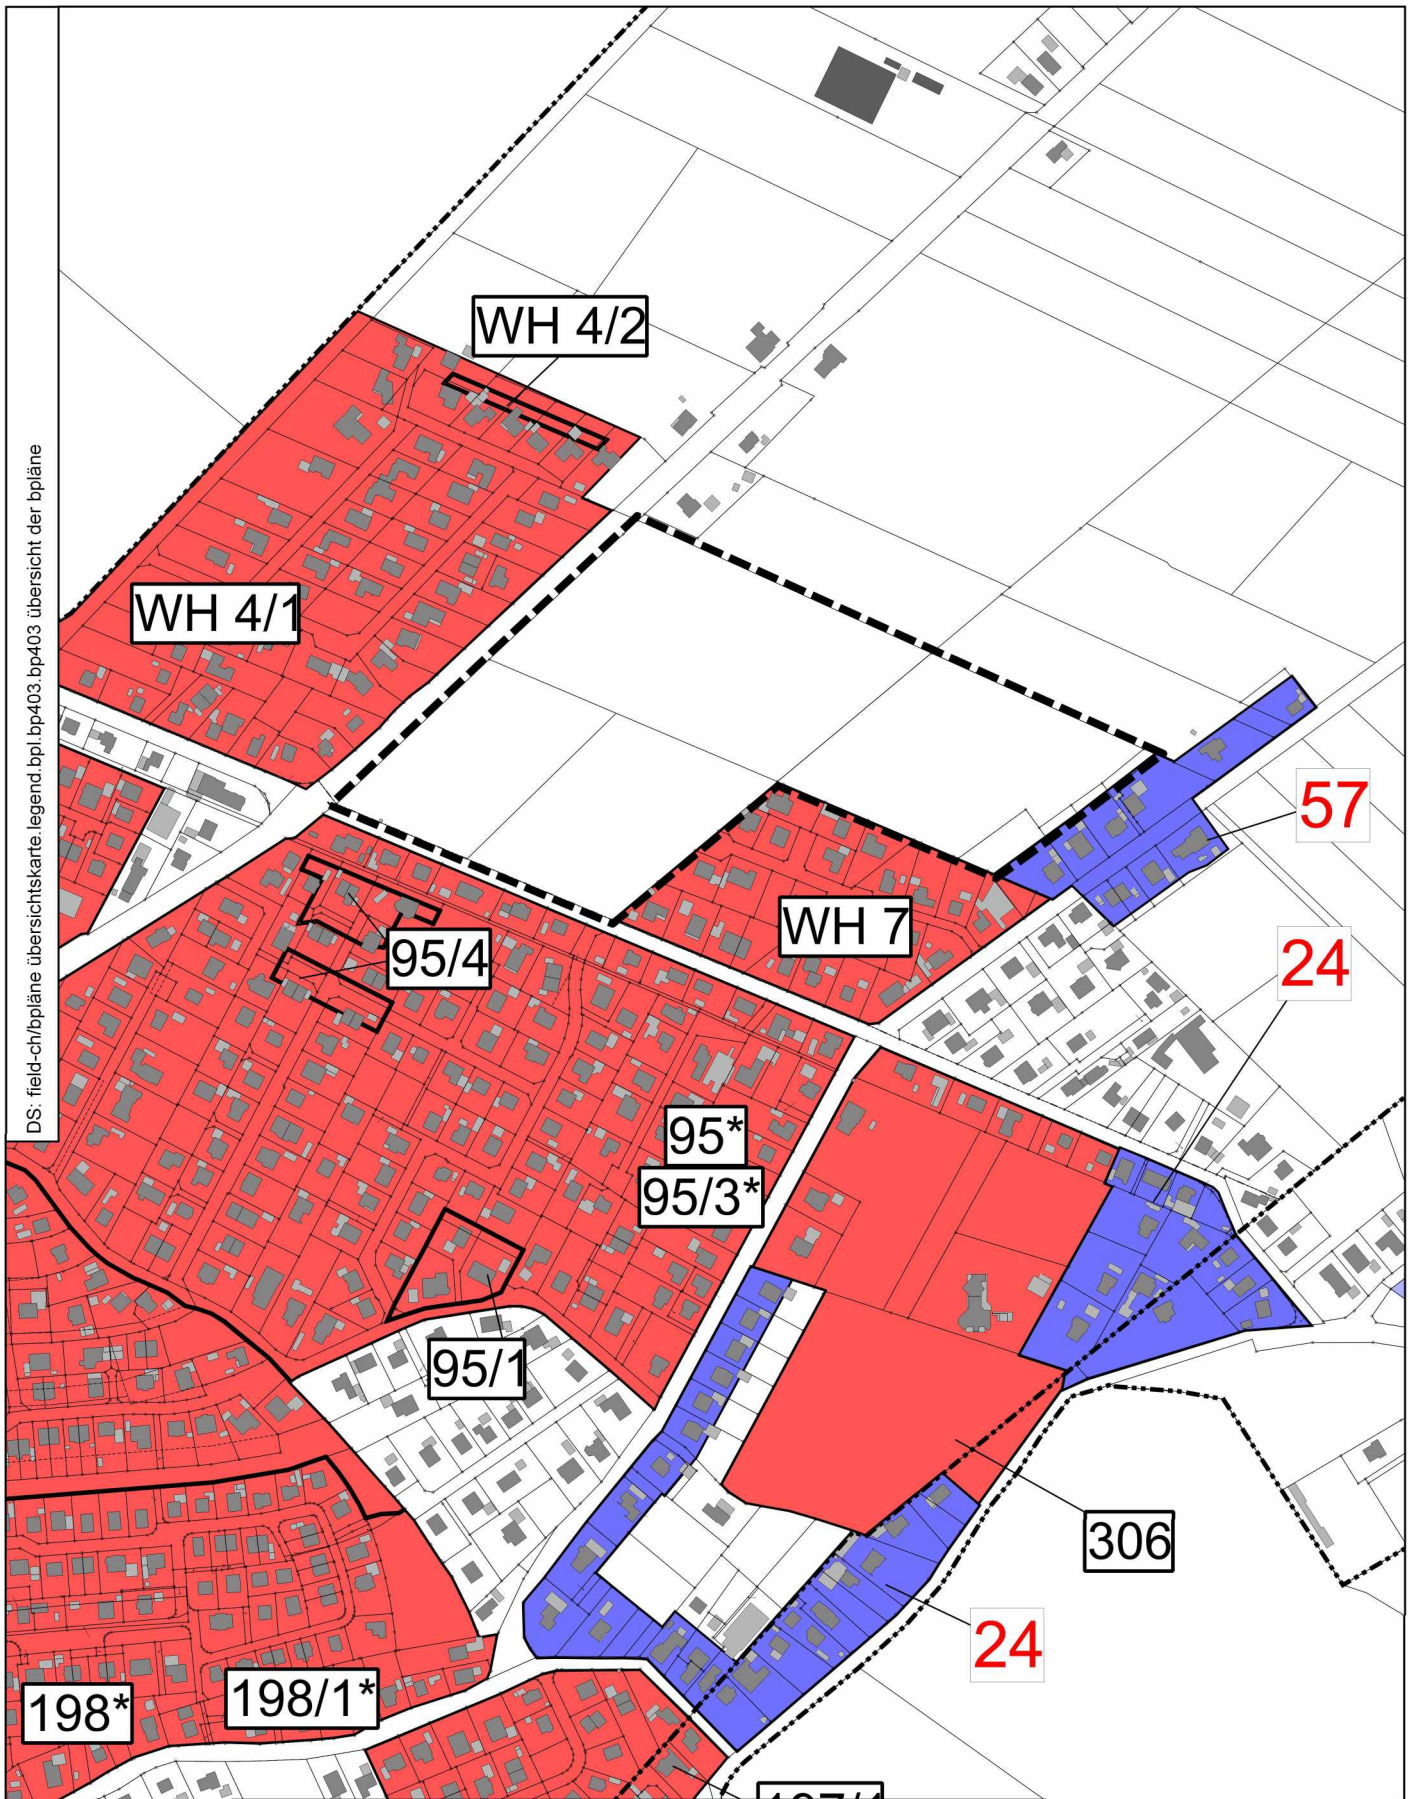 DS: field-ch/bpläne übersichtskarte.legend.bpl.bp403.bp403 übersicht der bpläne
WH 4/2
WH 4/1
57
WH 7
95/4
24
95*
95/3*
95/1
306
24
198/1*
198*